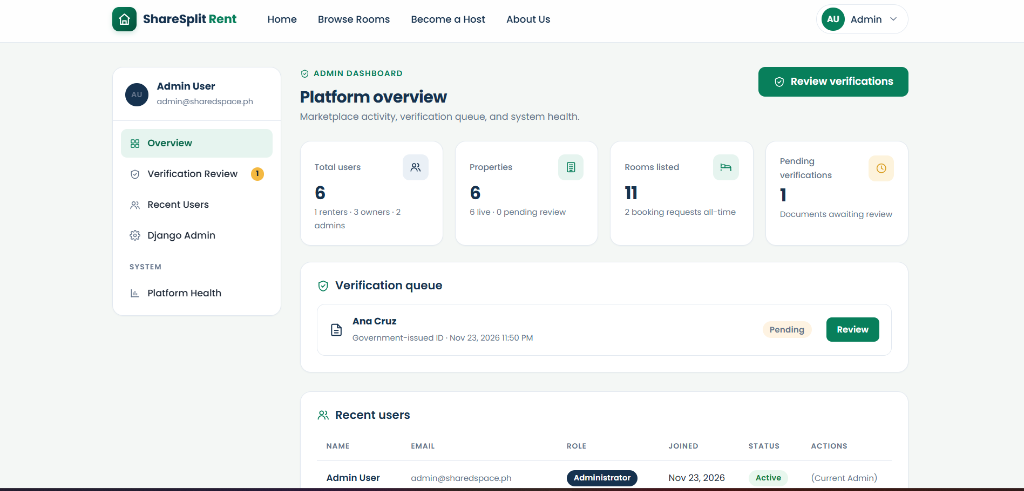 ShareSplit Rent
Home Browse Rooms Become a Host About Us
AU Admin
AU
Admin User
admin@sharedspace.ph
Overview
Verification Review 1
Recent Users
Django Admin
SYSTEM
Platform Health
ADMIN DASHBOARD
Platform overview
Marketplace activity, verification queue, and system health.
Review verifications
Total users
6
1 renters · 3 owners · 2
admins
Properties
6
6 live · 0 pending review
Rooms listed
11
2 booking requests all-time
Pending
verifications
1
Documents awaiting review
Verification queue
Ana Cruz
Government-issued ID · Nov 23, 2026 11:50 PM
Pending
Review
Recent users
NAME EMAIL ROLE JOINED STATUS ACTIONS
Admin User admin@sharedspace.ph Administrator Nov 23, 2026 Active (Current Admin)